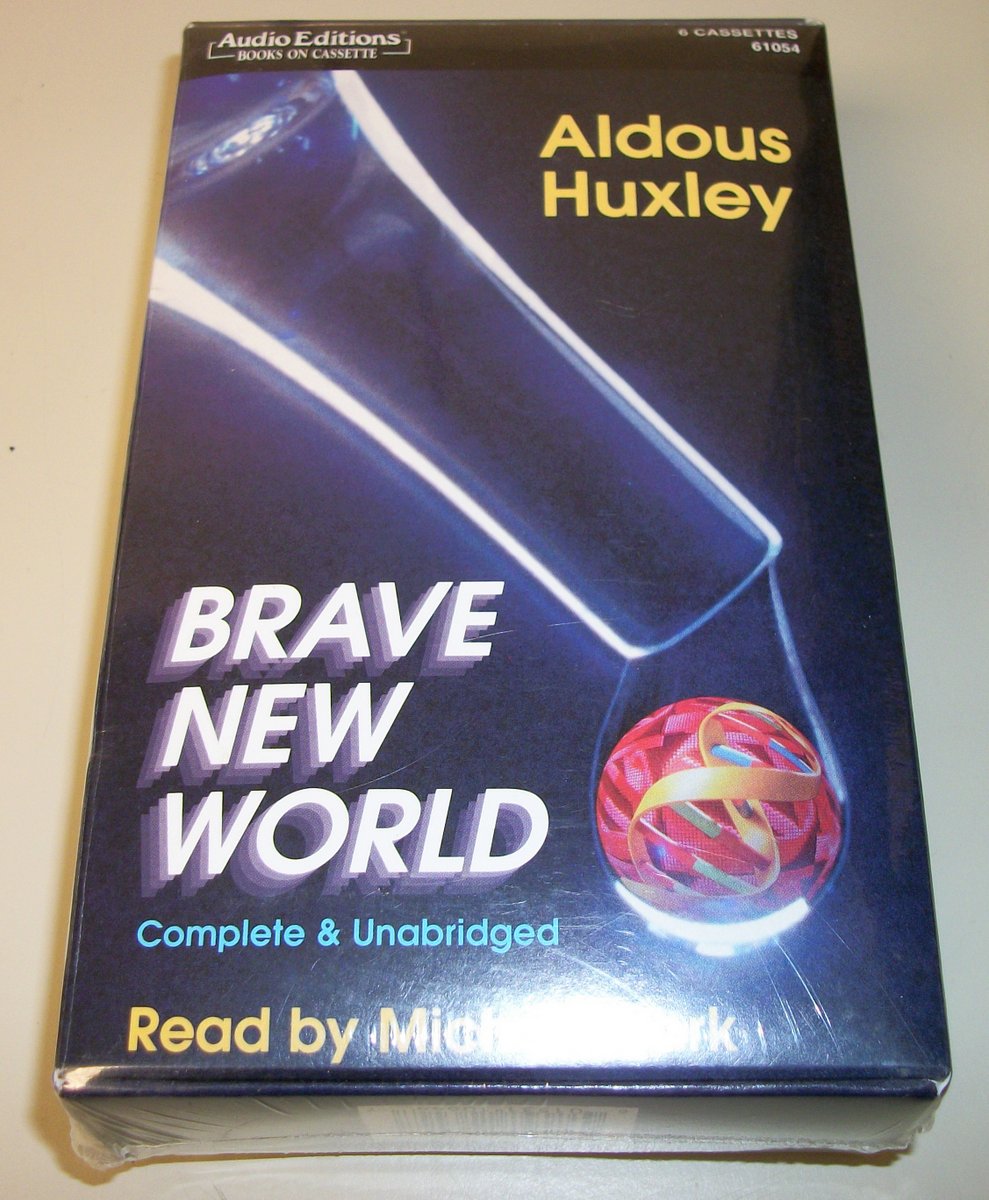 Audio Editions
BOOKS ON CASSETTE
6 CASSETTES
61054
Aldous
Huxley
BRAVE
NEW
WORLD
Complete & Unabridged
Read by